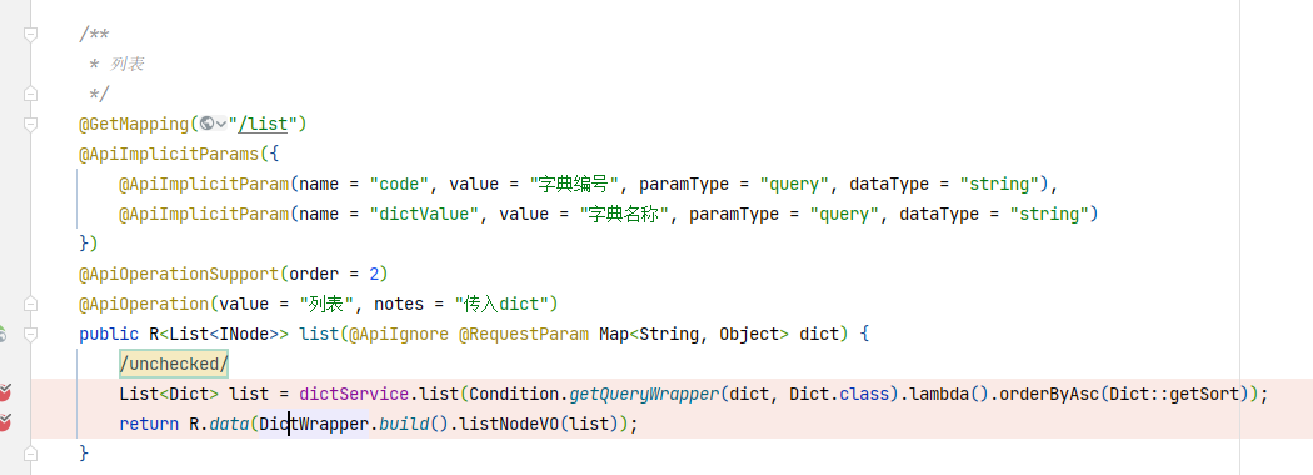 /**
* 列表
*/
@GetMapping("/list")
@ApiImplicitParams({
@ApiImplicitParam(name = "code", value = "字典编号", paramType = "query", dataType = "string"),
@ApiImplicitParam(name = "dictValue", value = "字典名称", paramType = "query", dataType = "string")
})
@ApiOperationSupport(order = 2)
@ApiOperation(value = "列表", notes = "传入dict")
public R<List<INode>> list(@ApiIgnore @RequestParam Map<String, Object> dict) {
/unchecked/
List<Dict> list = dictService.list(Condition.getQueryWrapper(dict, Dict.class).lambda().orderByAsc(Dict::getSort));
return R.data(DictWrapper.build().listNodeVO(list));
}